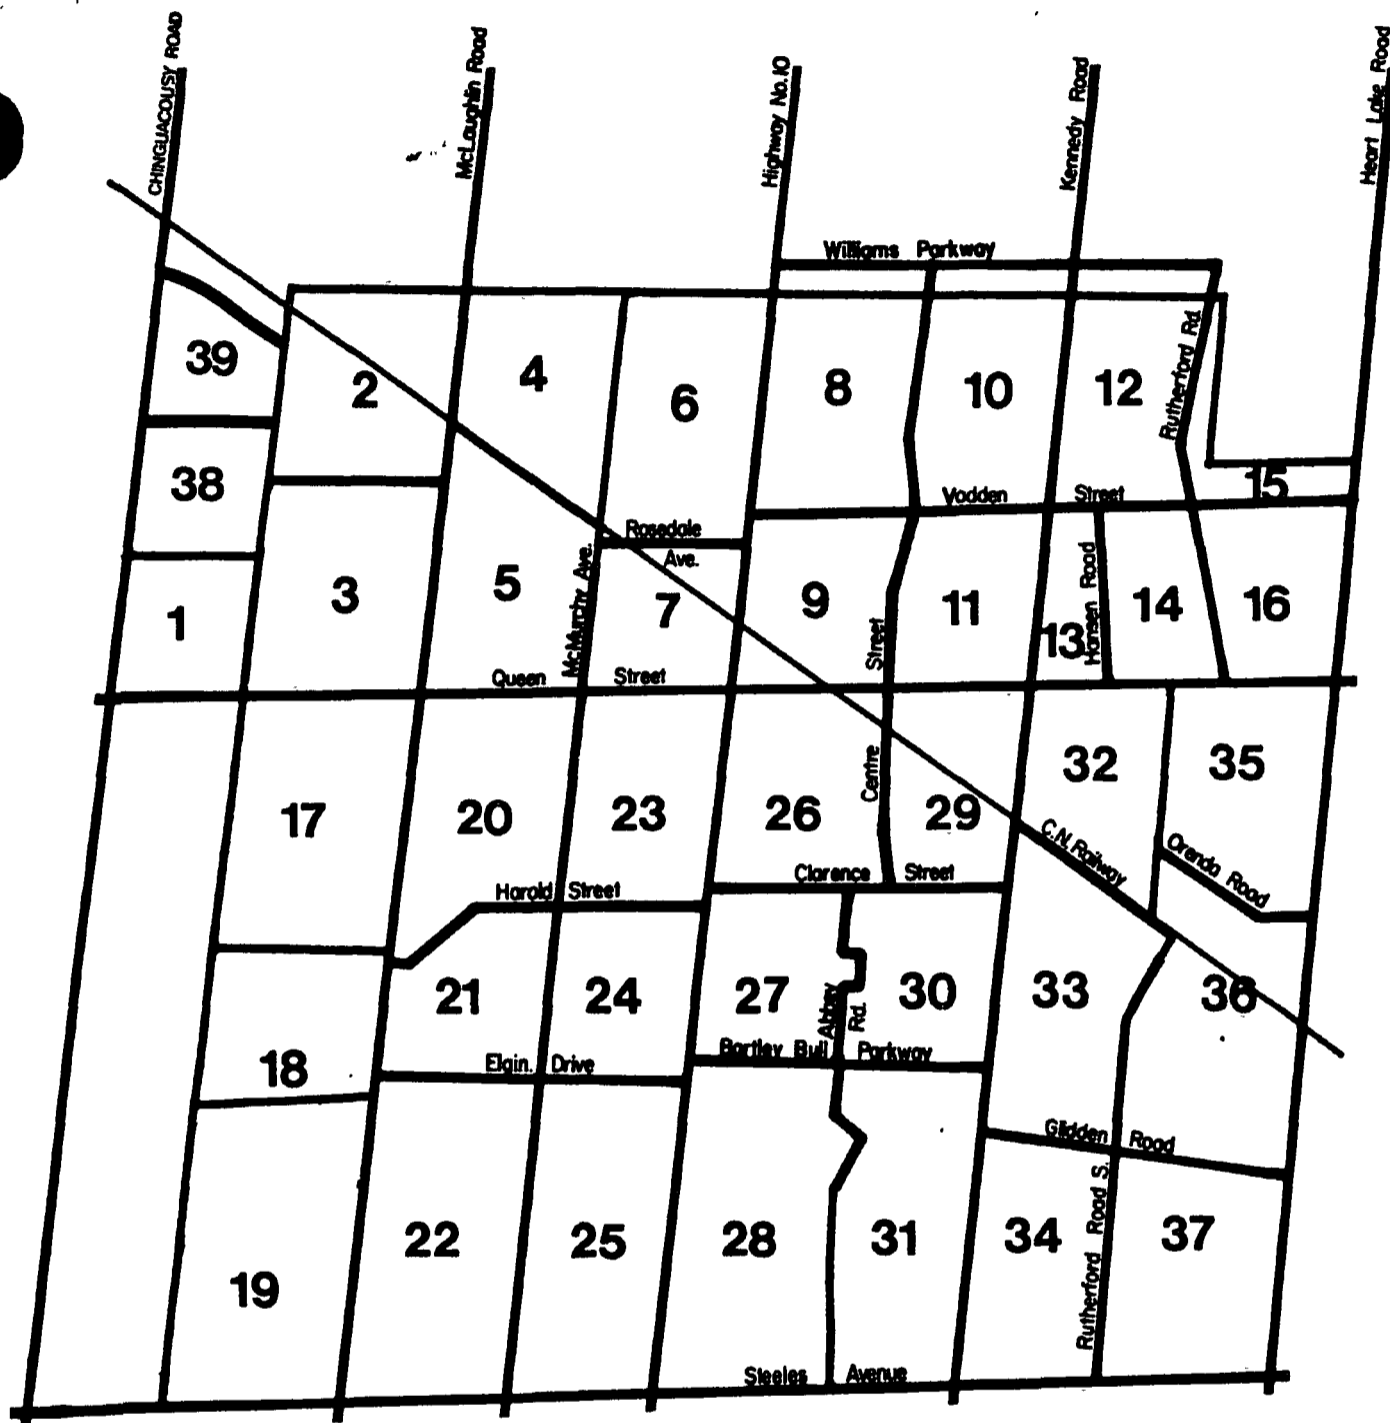 CHINGUACOUSY ROAD
McLaughlin Road
Highway No.10
Kennedy Road
Heart Lake Road
Williams Parkway
39
2
4
6
8
10
12
Rutherford Rd.
38
Vodden Street
15
Rosedale
Ave.
1
3
5
McMurchy Ave.
7
9
Street
11
13
Hansen Road
14
16
Queen Street
17
20
23
26
Centre
29
32
35
C.N. Railway
Orenda Road
Harold Street
Clarence Street
21
24
27
Abbey
Rd.
30
33
36
18
Elgin. Drive
Bartley Bull Parkway
Glidden Road
19
22
25
28
31
34
Rutherford Road S.
37
Steeles Avenue